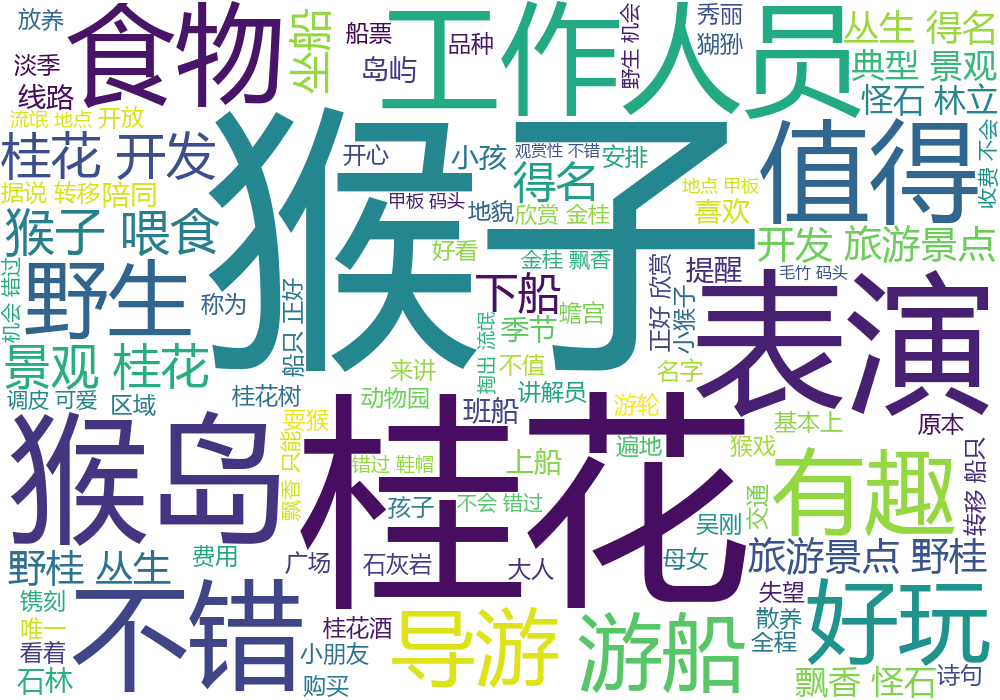 放养
食物
坐船
船票
工作人员
品种
野生 机会
秀丽
猢狲
丛生 得名
典型 景观
怪石 林立
淡季
线路
岛屿
流氓 地点 开放
桂花 开发
据说 转移
陪同
猴子
开心
小孩
观赏性 不错
安排
得名
甲板 码头
地貌
欣赏 金桂
地点 甲板
喜欢
值得
收费 不会
猴子 喂食
好看
金桂 飘香
开发 旅游景点
机会 错过
野生
称为
船只 正好
下船
季节
蟾宫
正好 欣赏
小猴子
提醒
毛竹 码头
表演
景观 桂花
调皮 可爱
区域
桂花树
来讲
动物园
掏出 流氓
不值
讲解员
名字
猴岛
耍猴
飘香 只能
桂花
班船
游轮
基本上
原本
错过 鞋帽
上船
遍地
猴戏
有趣
转移 船只
孩子
不会 错过
吴刚
交通
野桂 丛生
费用
广场
石灰岩
大人
母女
旅游景点 野桂
镌刻
唯一
看着
石林
不错
桂花酒
小朋友
购买
导游
游船
失望
散养
全程
好玩
飘香 怪石
诗句